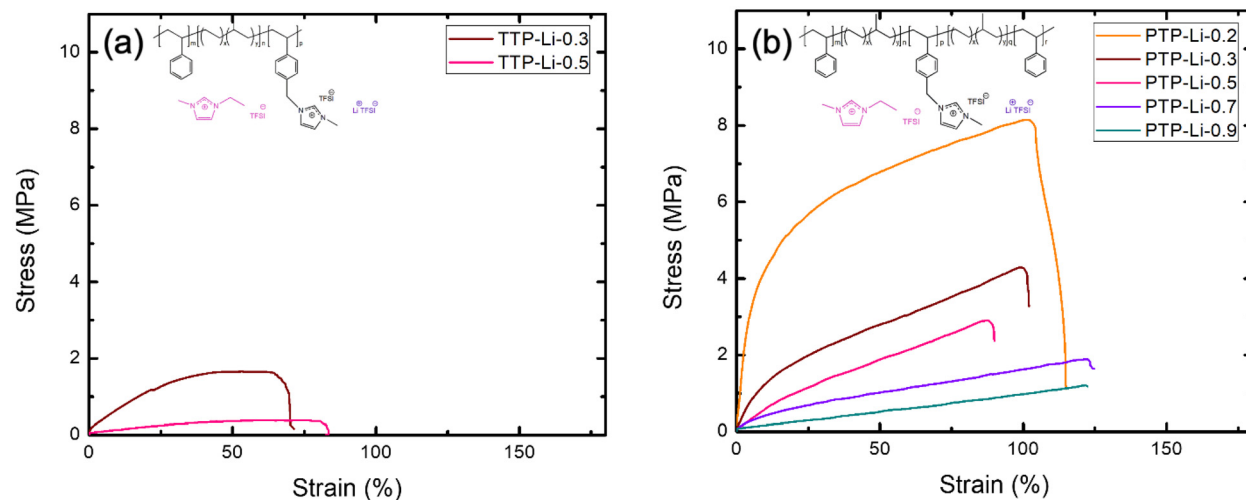 (a)
TTP-Li-0.3
TTP-Li-0.5
m x y n p
TFSI⊖
TFSI⊖
Li⊕ TFSI⊖
N
N
N
N
10
8
6
4
2
0
Stress (MPa)
0 50 100 150
Strain (%)
(b)
PTP-Li-0.2
PTP-Li-0.3
PTP-Li-0.5
PTP-Li-0.7
PTP-Li-0.9
m x y n p x y q r
TFSI⊖
TFSI⊖
Li⊕ TFSI⊖
N
N
N
N
10
8
6
4
2
0
Stress (MPa)
0 50 100 150
Strain (%)